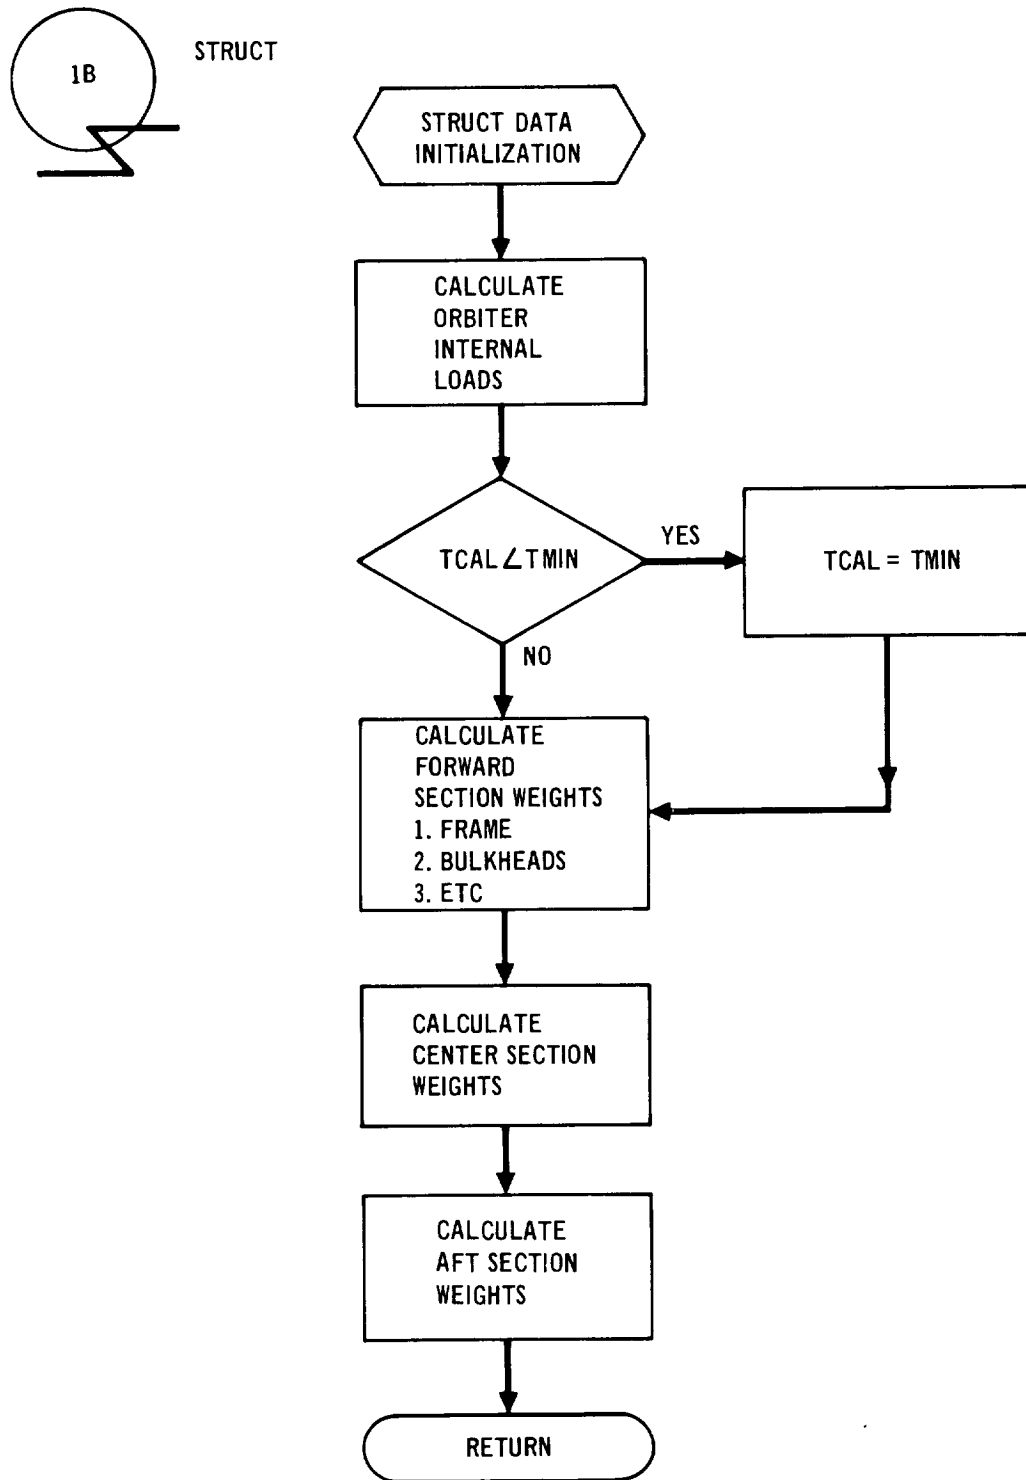 1B
STRUCT
STRUCT DATA
INITIALIZATION
CALCULATE
ORBITER
INTERNAL
LOADS
TCAL∠TMIN
YES
TCAL = TMIN
NO
CALCULATE
FORWARD
SECTION WEIGHTS
1. FRAME
2. BULKHEADS
3. ETC
CALCULATE
CENTER SECTION
WEIGHTS
CALCULATE
AFT SECTION
WEIGHTS
RETURN